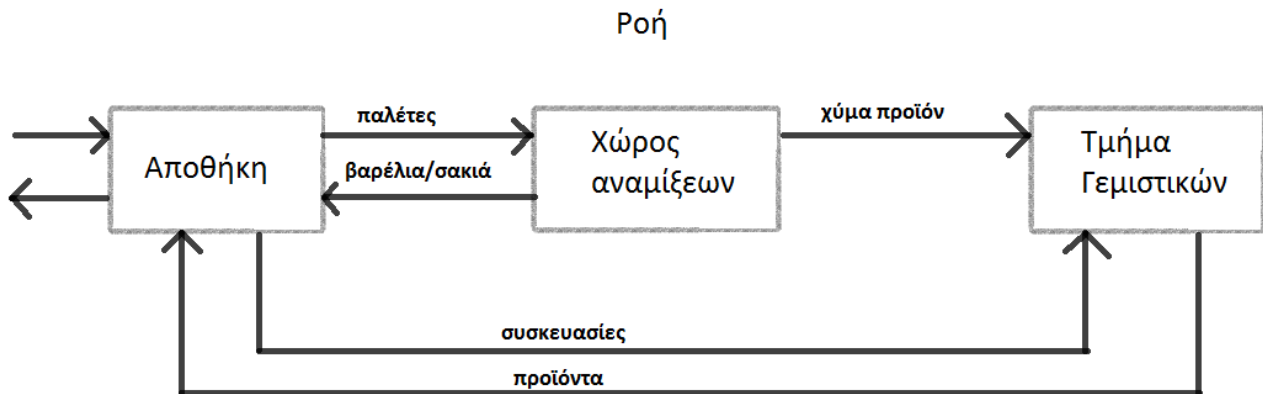 Ροή
παλέτες
χύμα προϊόν
Αποθήκη
βαρέλια/σακιά
Χώρος
αναμίξεων
Τμήμα
Γεμιστικών
συσκευασίες
προϊόντα